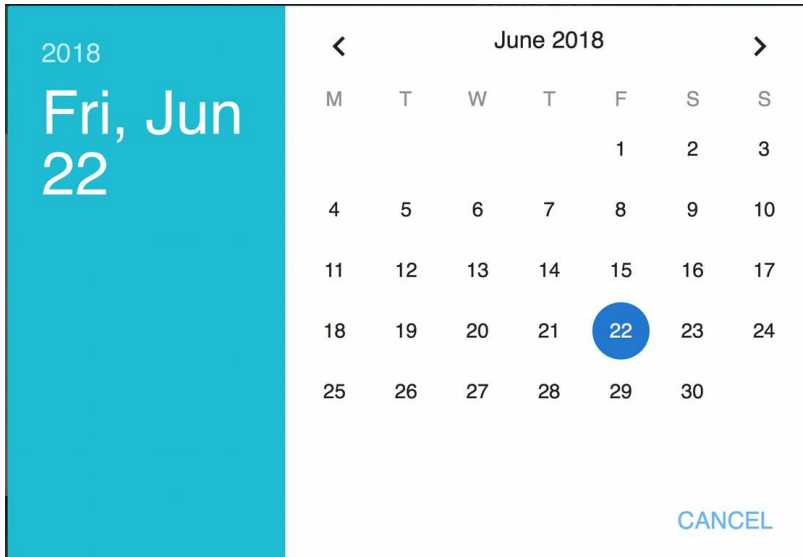 2018
Fri, Jun
22
June 2018
M T W T F S S
1 2 3
4 5 6 7 8 9 10
11 12 13 14 15 16 17
18 19 20 21 22 23 24
25 26 27 28 29 30
CANCEL